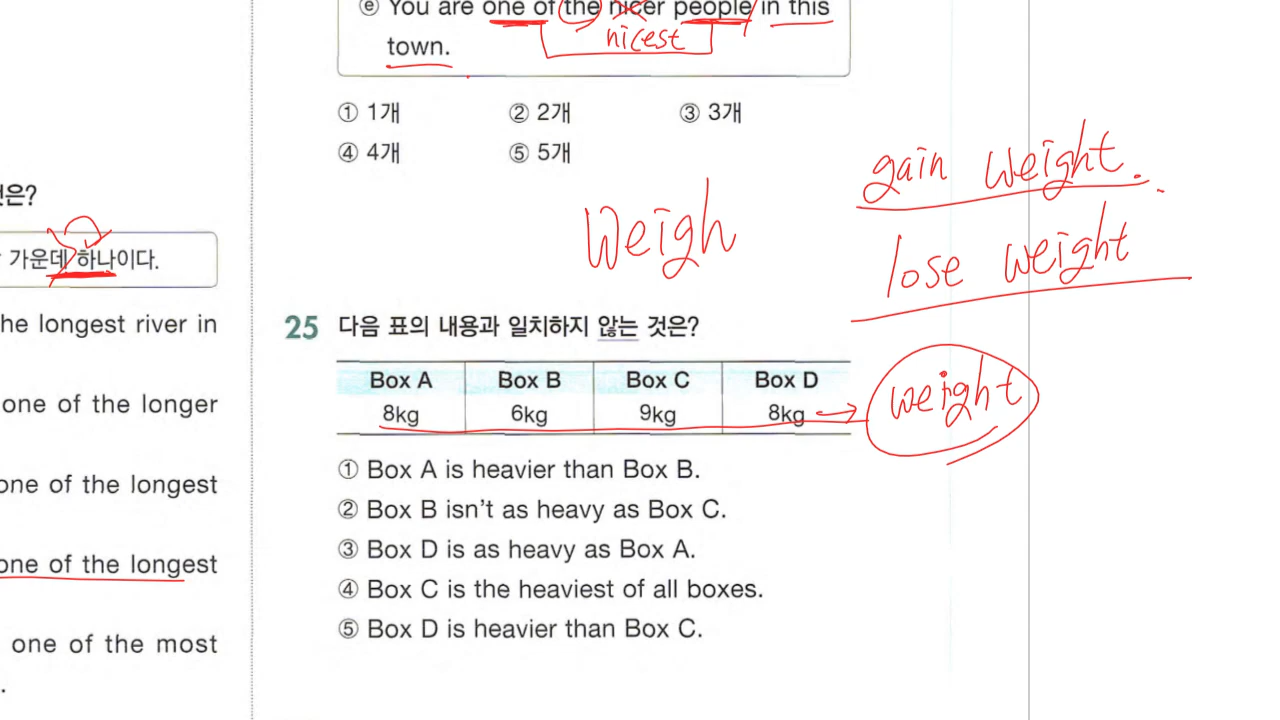 ⓔ You are one of the nicer people in this
nicest
town.
① 1개 ② 2개 ③ 3개
④ 4개 ⑤ 5개
것은?
가운데 하나이다.
he longest river in
one of the longer
one of the longest
one of the longest
one of the most
.
Weigh
gain weight.
lose weight
25 다음 표의 내용과 일치하지 않는 것은?
Box A Box B Box C Box D
8kg 6kg 9kg 8kg
weight
① Box A is heavier than Box B.
② Box B isn't as heavy as Box C.
③ Box D is as heavy as Box A.
④ Box C is the heaviest of all boxes.
⑤ Box D is heavier than Box C.